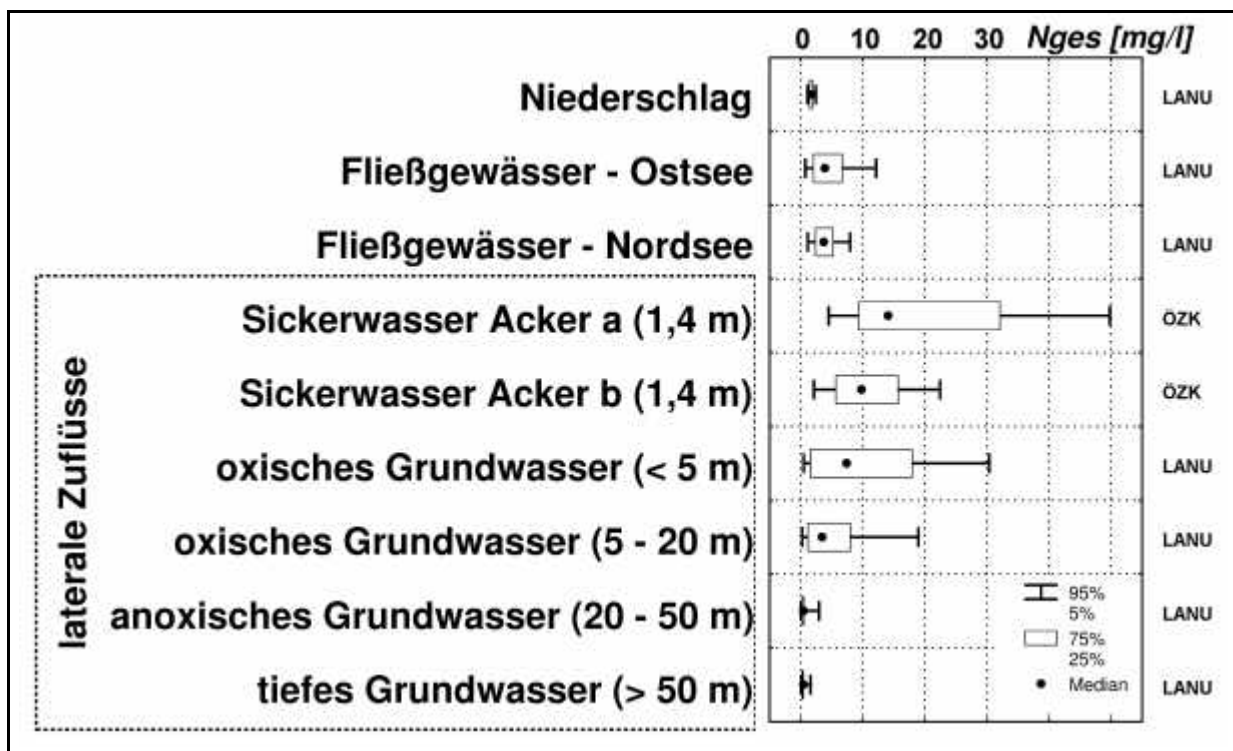 0 10 20 30 Nges [mg/l]
Niederschlag LANU
Fließgewässer - Ostsee LANU
Fließgewässer - Nordsee LANU
laterale Zuflüsse
Sickerwasser Acker a (1,4 m) ÖZK
Sickerwasser Acker b (1,4 m) ÖZK
oxisches Grundwasser (< 5 m) LANU
oxisches Grundwasser (5 - 20 m) LANU
anoxisches Grundwasser (20 - 50 m) LANU
tiefes Grundwasser (> 50 m) LANU
95%
5%
75%
25%
Median